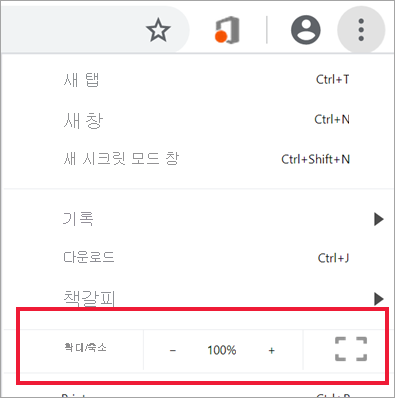 새 탭 Ctrl+T
새 창 Ctrl+N
새 시크릿 모드 창 Ctrl+Shift+N
기록
다운로드 Ctrl+J
책갈피
확대/축소 − 100% +